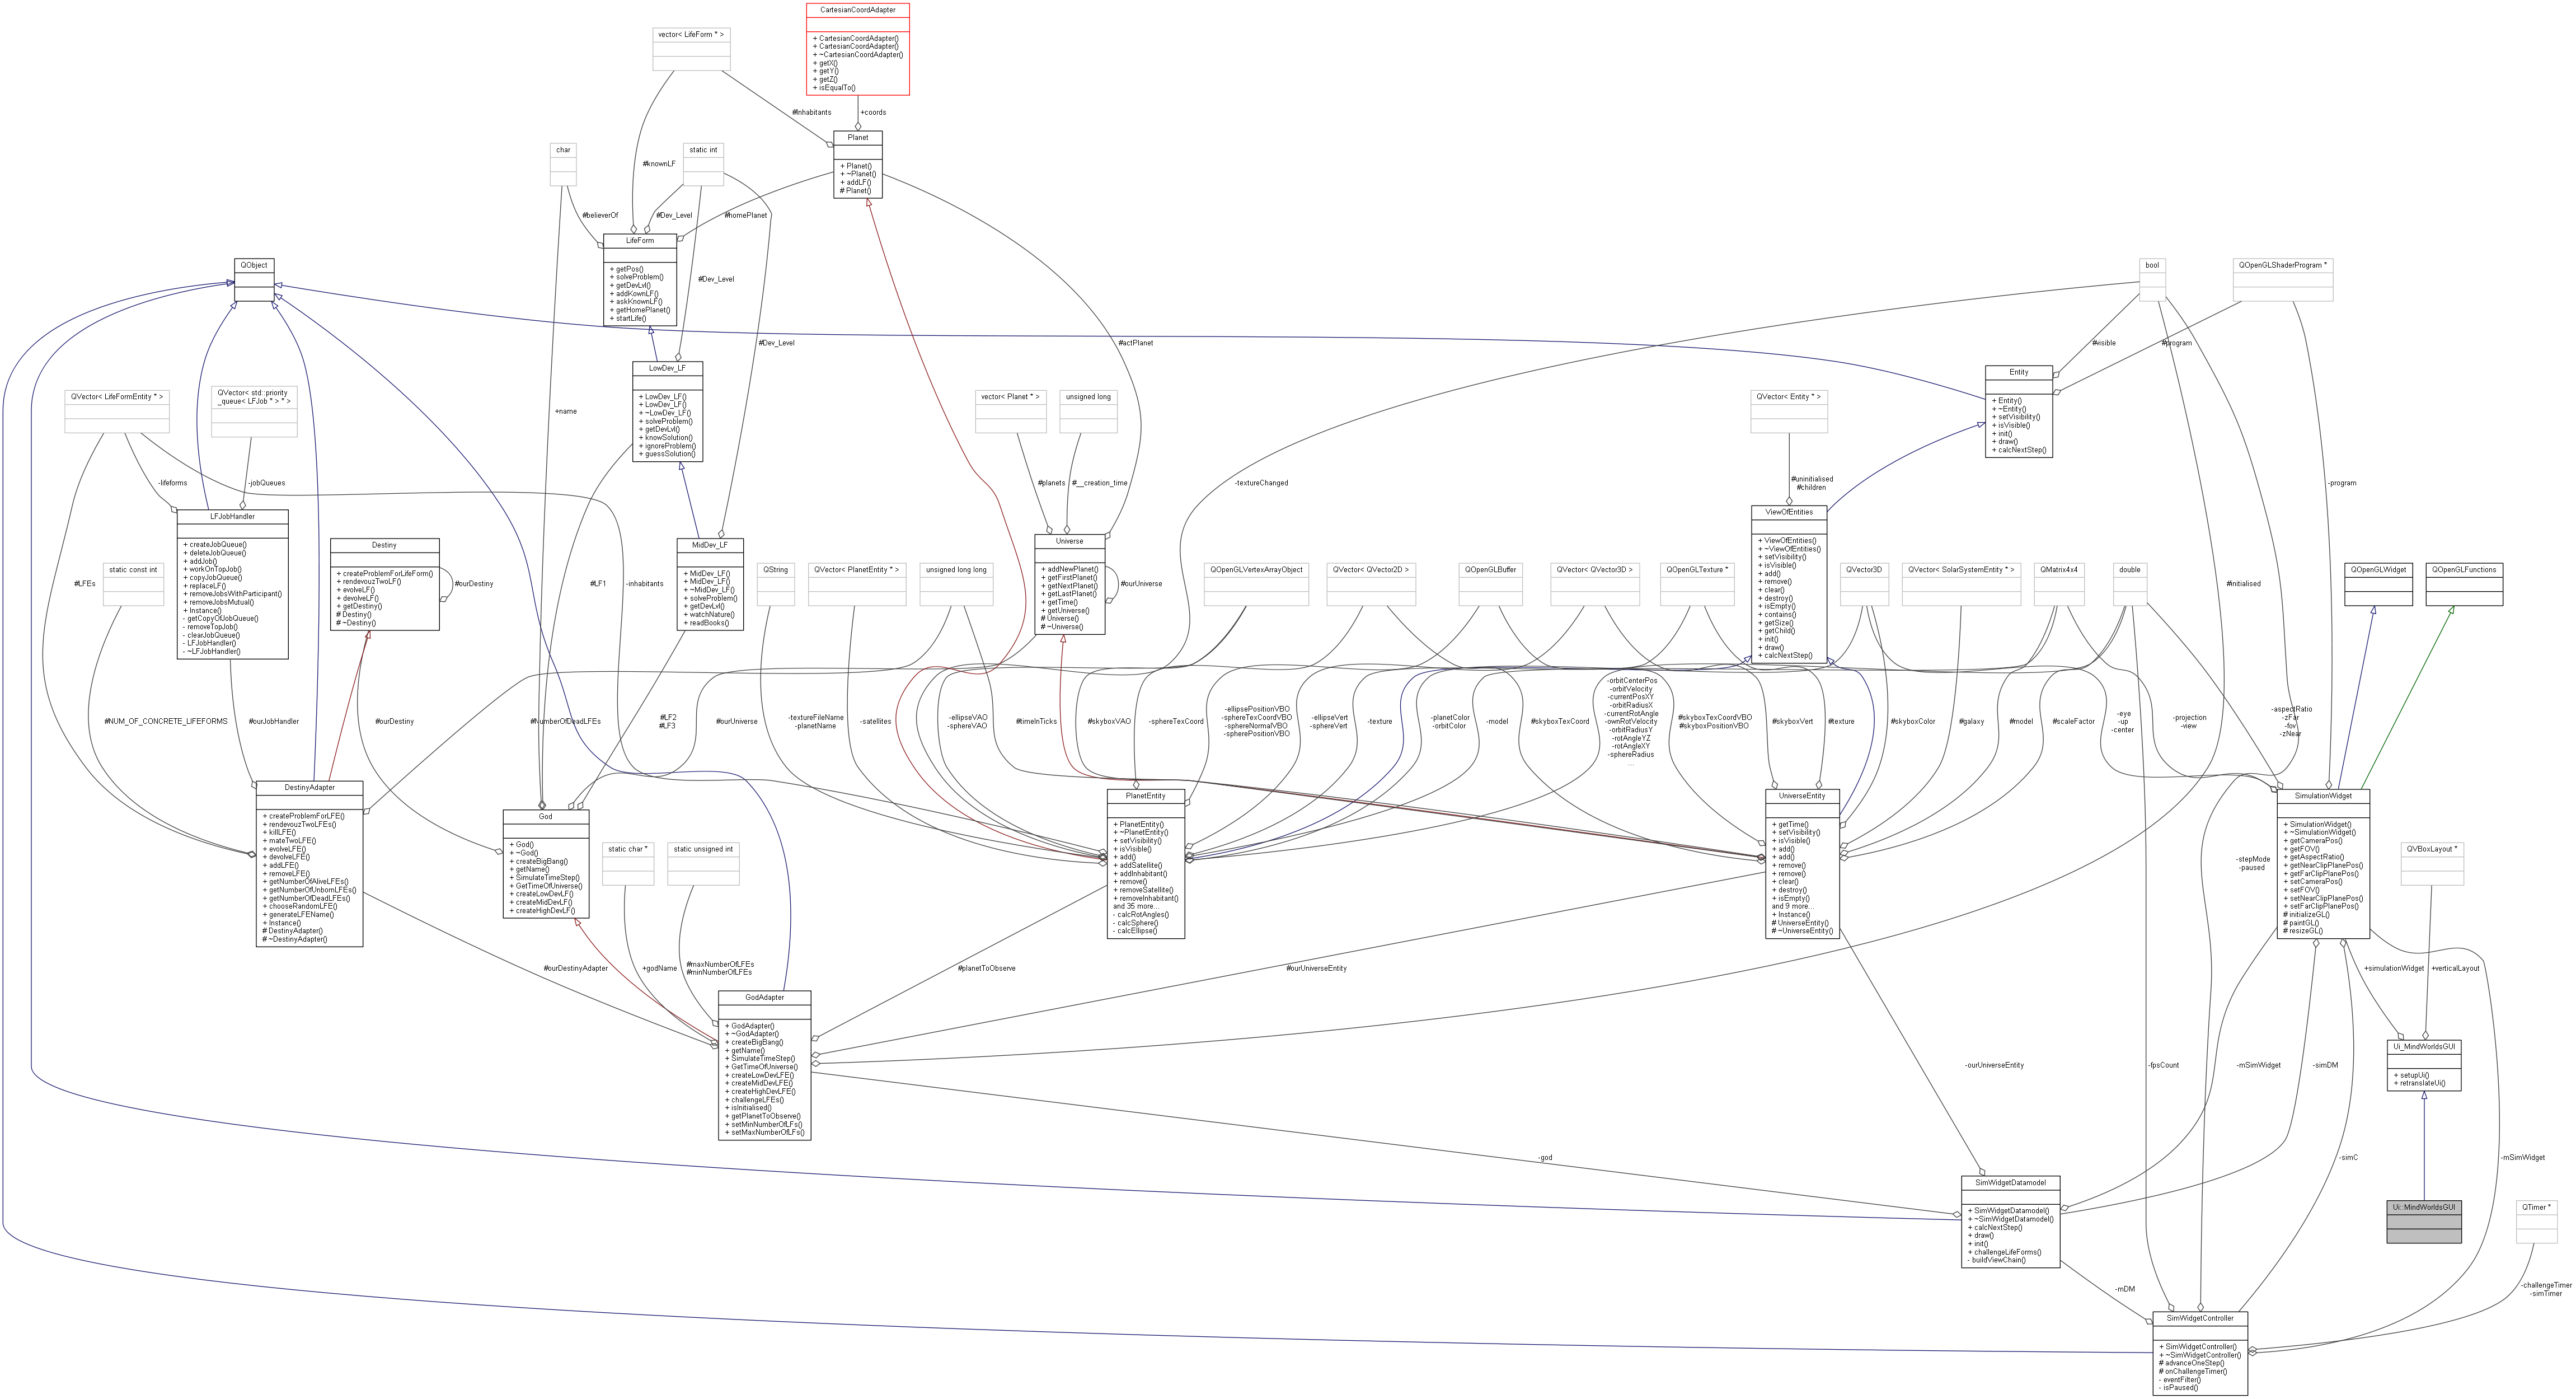 CartesianCoordAdapter
+ CartesianCoordAdapter()
+ CartesianCoordAdapter()
+ ~CartesianCoordAdapter()
+ getX()
+ getY()
+ getZ()
+ isEqualTo()
vector< LifeForm * >
#Inhabitants
+coords
Planet
+ Planet()
+ ~Planet()
+ addLF()
# Planet()
char
static int
#knownLF
#believerOf
#Dev_Level
#homePlanet
LifeForm
+ getPos()
+ solveProblem()
+ getDevLvl()
+ addKownLF()
+ askKnownLF()
+ getHomePlanet()
+ startLife()
QObject
#Dev_Level
#Dev_Level
#actPlanet
bool
QOpenGLShaderProgram *
#visible
#program
#initialised
Entity
+ Entity()
+ ~Entity()
+ setVisibility()
+ isVisible()
+ init()
+ draw()
+ calcNextStep()
LowDev_LF
+ LowDev_LF()
+ LowDev_LF()
+ ~LowDev_LF()
+ solveProblem()
+ getDevLvl()
+ knowSolution()
+ ignoreProblem()
+ guessSolution()
QVector< LifeFormEntity * >
QVector< std::priority
_queue< LFJob * > * >
+name
vector< Planet * >
unsigned long
QVector< Entity * >
-lifeforms
-jobQueues
#planets
#__creation_time
-textureChanged
#uninitialised
#children
-program
LFJobHandler
+ createJobQueue()
+ deleteJobQueue()
+ addJob()
+ workOnTopJob()
+ copyJobQueue()
+ replaceLF()
+ removeJobsWithParticipant()
+ removeJobsMutual()
+ Instance()
- getCopyOfJobQueue()
- removeTopJob()
- clearJobQueue()
- LFJobHandler()
- ~LFJobHandler()
Destiny
+ createProblemForLifeForm()
+ rendevouzTwoLF()
+ evolveLF()
+ devolveLF()
+ getDestiny()
# Destiny()
# ~Destiny()
#ourDestiny
#LFEs
static const int
#LF1
-inhabitants
MidDev_LF
+ MidDev_LF()
+ MidDev_LF()
+ ~MidDev_LF()
+ solveProblem()
+ getDevLvl()
+ watchNature()
+ readBooks()
Universe
+ addNewPlanet()
+ getFirstPlanet()
+ getNextPlanet()
+ getLastPlanet()
+ getTime()
+ getUniverse()
# Universe()
# ~Universe()
#ourUniverse
ViewOfEntities
+ ViewOfEntities()
+ ~ViewOfEntities()
+ setVisibility()
+ isVisible()
+ add()
+ remove()
+ clear()
+ destroy()
+ isEmpty()
+ contains()
+ getSize()
+ getChild()
+ init()
+ draw()
+ calcNextStep()
QString
QVector< PlanetEntity * >
unsigned long long
QOpenGLVertexArrayObject
QVector< QVector2D >
QOpenGLBuffer
QVector< QVector3D >
QOpenGLTexture *
QVector3D
QVector< SolarSystemEntity * >
QMatrix4x4
double
QOpenGLWidget
QOpenGLFunctions
#NUM_OF_CONCRETE_LIFEFORMS
#ourJobHandler
#ourDestiny
#NumberOfDeadLFEs
#LF2
#LF3
#ourUniverse
-textureFileName
-planetName
-satellites
-ellipseVAO
-sphereVAO
#timeInTicks
#skyboxVAO
-sphereTexCoord
-ellipsePositionVBO
-sphereTexCoordVBO
-sphereNormalVBO
-spherePositionVBO
-ellipseVert
-sphereVert
-texture
-planetColor
-orbitColor
-model
#skyboxTexCoord
-orbitCenterPos
-orbitVelocity
-currentPosXY
-orbitRadiusX
-currentRotAngle
-ownRotVelocity
-orbitRadiusY
-rotAngleYZ
-rotAngleXY
-sphereRadius
...
#skyboxTexCoordVBO
#skyboxPositionVBO
#skyboxVert
#texture
#skyboxColor
#galaxy
#model
#scaleFactor
-eye
-up
-center
-projection
-view
-aspectRatio
-zFar
-fov
-zNear
DestinyAdapter
+ createProblemForLFE()
+ rendevouzTwoLFEs()
+ killLFE()
+ mateTwoLFE()
+ evolveLFE()
+ devolveLFE()
+ addLFE()
+ removeLFE()
+ getNumberOfAliveLFEs()
+ getNumberOfUnbornLFEs()
+ getNumberOfDeadLFEs()
+ chooseRandomLFE()
+ generateLFEName()
+ Instance()
# DestinyAdapter()
# ~DestinyAdapter()
God
+ God()
+ ~God()
+ createBigBang()
+ getName()
+ SimulateTimeStep()
+ GetTimeOfUniverse()
+ createLowDevLF()
+ createMidDevLF()
+ createHighDevLF()
static char *
static unsigned int
PlanetEntity
+ PlanetEntity()
+ ~PlanetEntity()
+ setVisibility()
+ isVisible()
+ add()
+ addSatellite()
+ addInhabitant()
+ remove()
+ removeSatellite()
+ removeInhabitant()
and 35 more...
- calcRotAngles()
- calcSphere()
- calcEllipse()
UniverseEntity
+ getTime()
+ setVisibility()
+ isVisible()
+ add()
+ add()
+ remove()
+ remove()
+ clear()
+ destroy()
+ isEmpty()
and 9 more...
+ Instance()
# UniverseEntity()
# ~UniverseEntity()
-stepMode
-paused
SimulationWidget
+ SimulationWidget()
+ ~SimulationWidget()
+ getCameraPos()
+ getFOV()
+ getAspectRatio()
+ getNearClipPlanePos()
+ getFarClipPlanePos()
+ setCameraPos()
+ setFOV()
+ setNearClipPlanePos()
+ setFarClipPlanePos()
# initializeGL()
# paintGL()
# resizeGL()
QVBoxLayout *
#ourDestinyAdapter
+godName
#maxNumberOfLFEs
#minNumberOfLFEs
#planetToObserve
#ourUniverseEntity
+simulationWidget
+verticalLayout
GodAdapter
+ GodAdapter()
+ ~GodAdapter()
+ createBigBang()
+ getName()
+ SimulateTimeStep()
+ GetTimeOfUniverse()
+ createLowDevLFE()
+ createMidDevLFE()
+ createHighDevLFE()
+ challengeLFEs()
+ isInitialised()
+ getPlanetToObserve()
+ setMinNumberOfLFs()
+ setMaxNumberOfLFs()
-ourUniverseEntity
-fpsCount
-mSimWidget
-simDM
Ui_MindWorldsGUI
+ setupUi()
+ retranslateUi()
-god
-simC
-mSimWidget
SimWidgetDatamodel
+ SimWidgetDatamodel()
+ ~SimWidgetDatamodel()
+ calcNextStep()
+ draw()
+ init()
+ challengeLifeForms()
- buildViewChain()
Ui::MindWorldsGUI
QTimer *
-mDM
-challengeTimer
-simTimer
SimWidgetController
+ SimWidgetController()
+ ~SimWidgetController()
# advanceOneStep()
# onChallengeTimer()
- eventFilter()
- isPaused()